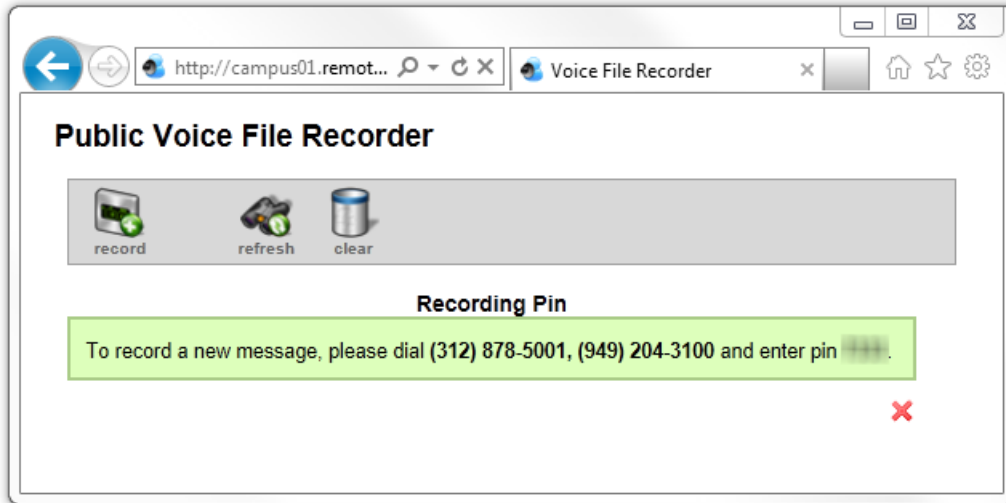 http://campus01.remot...
Voice File Recorder
Public Voice File Recorder
record
refresh
clear
Recording Pin
To record a new message, please dial (312) 878-5001, (949) 204-3100 and enter pin .